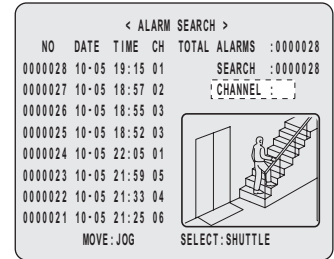 < ALARM SEARCH >
NO DATE TIME CH TOTAL ALARMS :0000028
0000028 10-05 19:15 01 SEARCH :0000028
0000027 10-05 18:57 02 CHANNEL :
0000026 10-05 18:55 03
0000025 10-05 18:52 03
0000024 10-05 22:05 01
0000023 10-05 21:59 05
0000022 10-05 21:33 04
0000021 10-05 21:25 06
MOVE:JOG SELECT:SHUTTLE